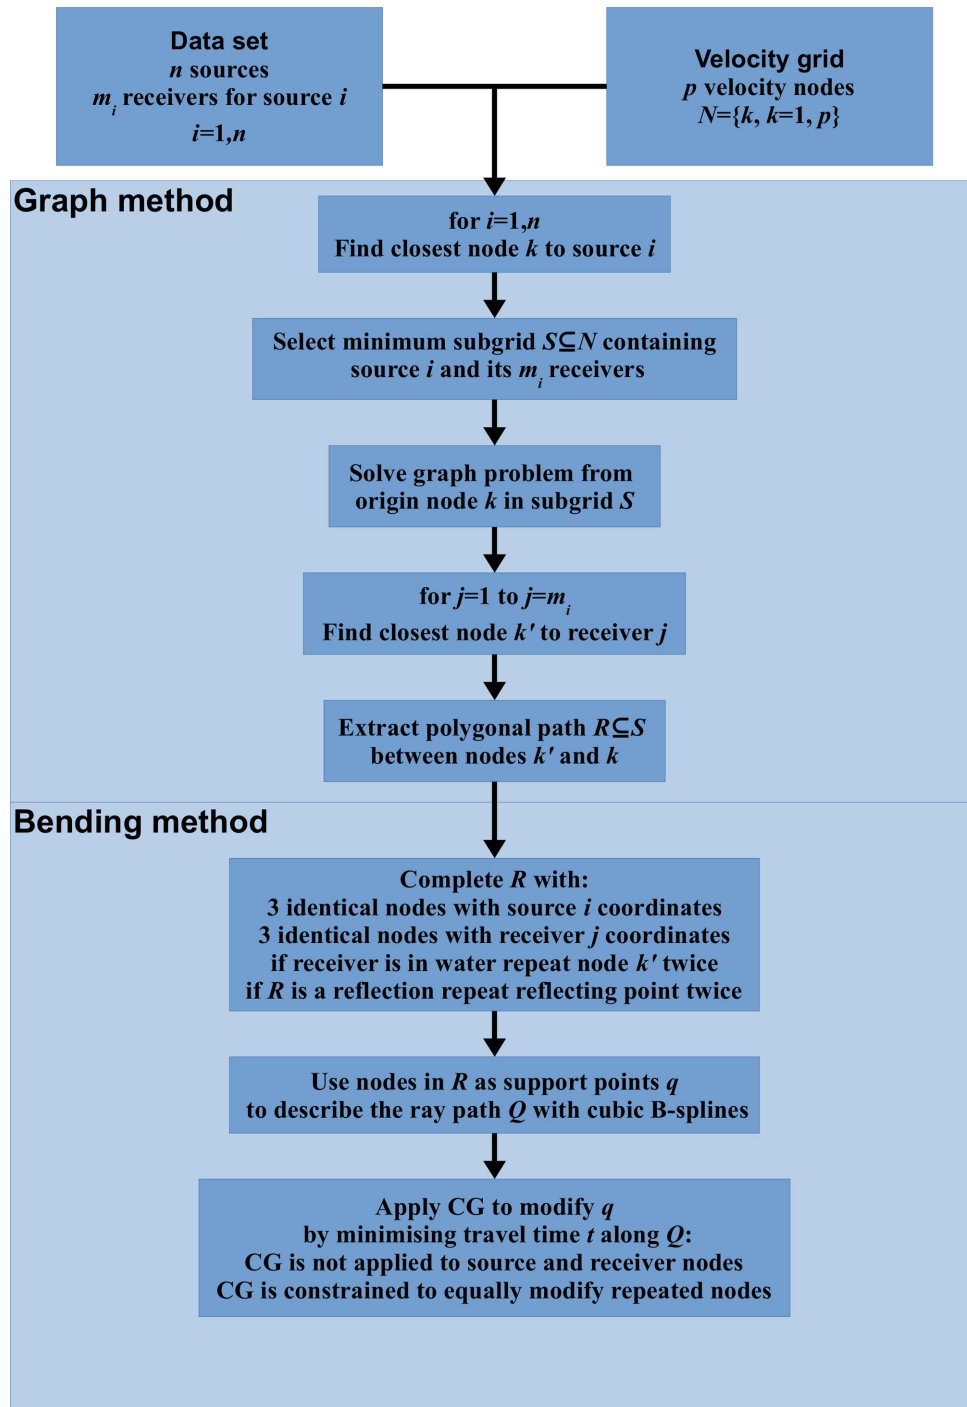 Data set
n sources
m_i receivers for source i
i=1,n
Velocity grid
p velocity nodes
N={k, k=1, p}
Graph method
for i=1,n
Find closest node k to source i
Select minimum subgrid S⊆N containing
source i and its m_i receivers
Solve graph problem from
origin node k in subgrid S
for j=1 to j=m_i
Find closest node k' to receiver j
Extract polygonal path R⊆S
between nodes k' and k
Bending method
Complete R with:
3 identical nodes with source i coordinates
3 identical nodes with receiver j coordinates
if receiver is in water repeat node k' twice
if R is a reflection repeat reflecting point twice
Use nodes in R as support points q
to describe the ray path Q with cubic B-splines
Apply CG to modify q
by minimising travel time t along Q:
CG is not applied to source and receiver nodes
CG is constrained to equally modify repeated nodes